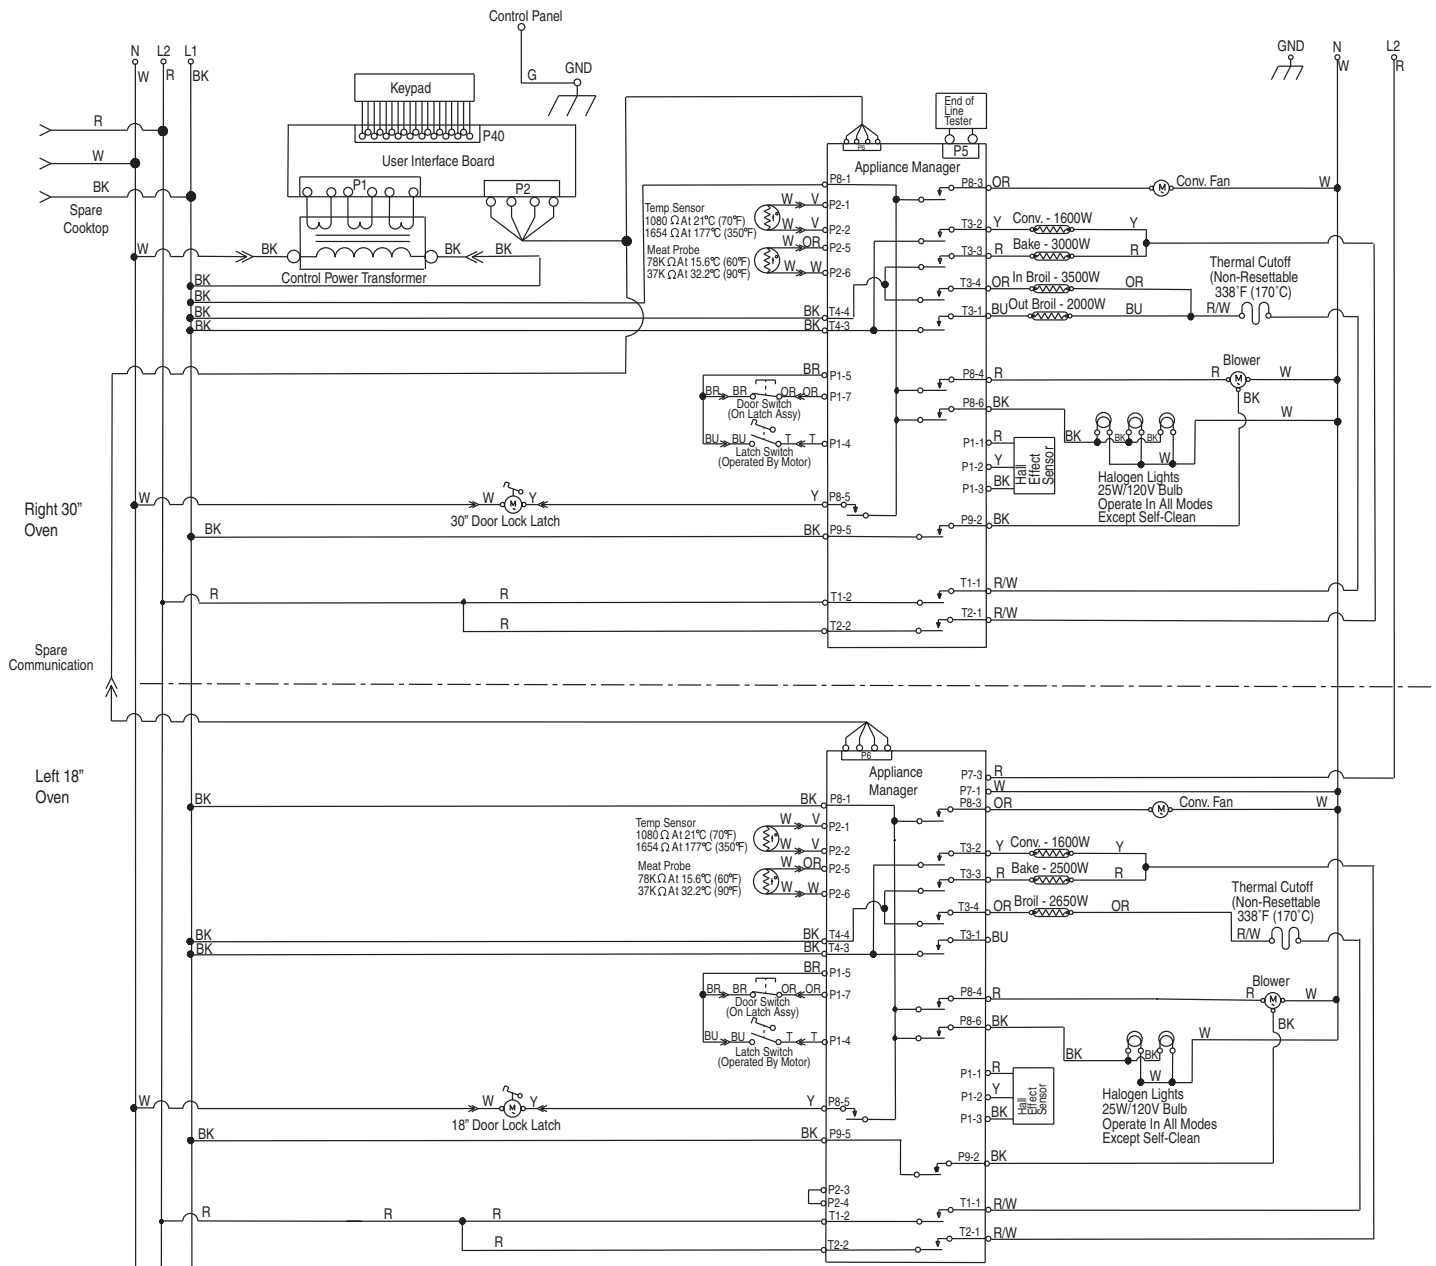 Control Panel
N L2 L1
W R BK
G
GND
GND N L2
W R
Keypad
P40
User Interface Board
P1
P2
R
W
BK
Spare
Cooktop
W BK BK BK
Control Power Transformer
BK
BK
BK
BK
End of
Line
Tester
P6
P5
Appliance Manager
P8-1
Temp Sensor
1080 Ω At 21°C (70°F)
1654 Ω At 177°C (350°F)
W V P2-1
W V P2-2
Meat Probe
78K Ω At 15.6°C (60°F)
37K Ω At 32.2°C (90°F)
W OR P2-5
W W P2-6
BK T4-4
BK T4-3
P8-3 OR Conv. Fan W
T3-2 Y Conv. - 1600W Y
T3-3 R Bake - 3000W R
T3-4 OR In Broil - 3500W OR
T3-1 BU Out Broil - 2000W BU
Thermal Cutoff
(Non-Resettable
338˚F (170˚C)
R/W
BR P1-5
BR BR OR OR P1-7
Door Switch
(On Latch Assy)
BU BU T T P1-4
Latch Switch
(Operated By Motor)
P8-4 R
Blower
R M W
BK
P8-6 BK
W
BK BK BK
W
P1-1 R
P1-2 Y
P1-3 BK
Hall
Effect
Sensor
Halogen Lights
25W/120V Bulb
Operate In All Modes
Except Self-Clean
Right 30”
Oven
W W M Y Y P8-5
30” Door Lock Latch
BK BK P9-5
P9-2 BK
R R T1-2
R T2-2
T1-1 R/W
T2-1 R/W
Spare
Communication
Left 18”
Oven
P6
Appliance
Manager
P7-3 R
P7-1 W
P8-3 OR M Conv. Fan W
BK BK P8-1
Temp Sensor
1080 Ω At 21°C (70°F)
1654 Ω At 177°C (350°F)
W V P2-1
W V P2-2
Meat Probe
78K Ω At 15.6°C (60°F)
37K Ω At 32.2°C (90°F)
W OR P2-5
W W P2-6
T3-2 Y Conv. - 1600W Y
T3-3 R Bake - 2500W R
T3-4 OR Broil - 2650W OR
T3-1 BU
Thermal Cutoff
(Non-Resettable
338˚F (170˚C)
R/W
BK BK T4-4
BK BK T4-3
BR P1-5
BR BR OR OR P1-7
Door Switch
(On Latch Assy)
BU BU T T P1-4
Latch Switch
(Operated By Motor)
P8-4 R
Blower
R M W
BK
P8-6 BK
W
BK BK
W
P1-1 R
P1-2 Y
P1-3 BK
Hall
Effect
Sensor
Halogen Lights
25W/120V Bulb
Operate In All Modes
Except Self-Clean
W W M Y Y P8-5
18” Door Lock Latch
BK BK P9-5
P9-2 BK
P2-3
P2-4
R R R T1-2
R T2-2
T1-1 R/W
T2-1 R/W